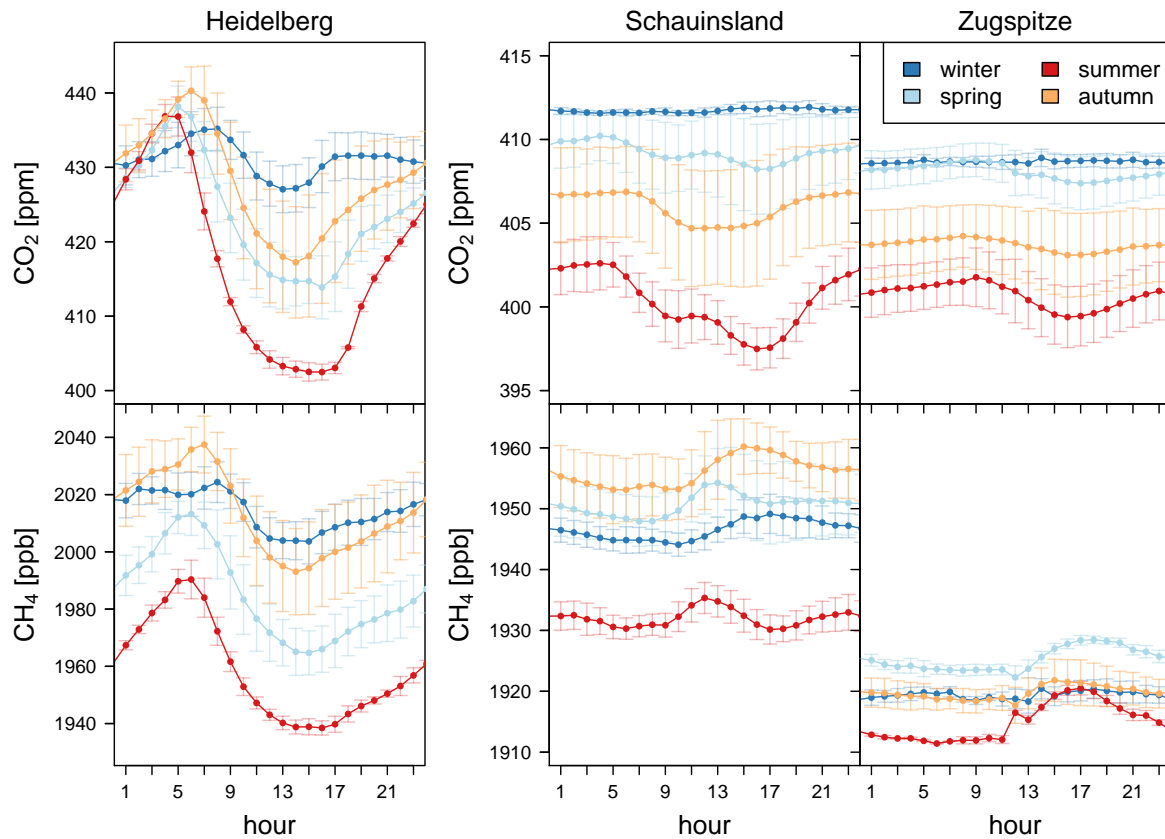 Heidelberg Schauinsland Zugspitze
winter summer
spring autumn
CO2 [ppm]
440
430
420
410
400
CO2 [ppm]
415
410
405
400
395
CH4 [ppb]
2040
2020
2000
1980
1960
1940
CH4 [ppb]
1960
1950
1940
1930
1920
1910
1 5 9 13 17 21 1 5 9 13 17 21 1 5 9 13 17 21
hour hour hour